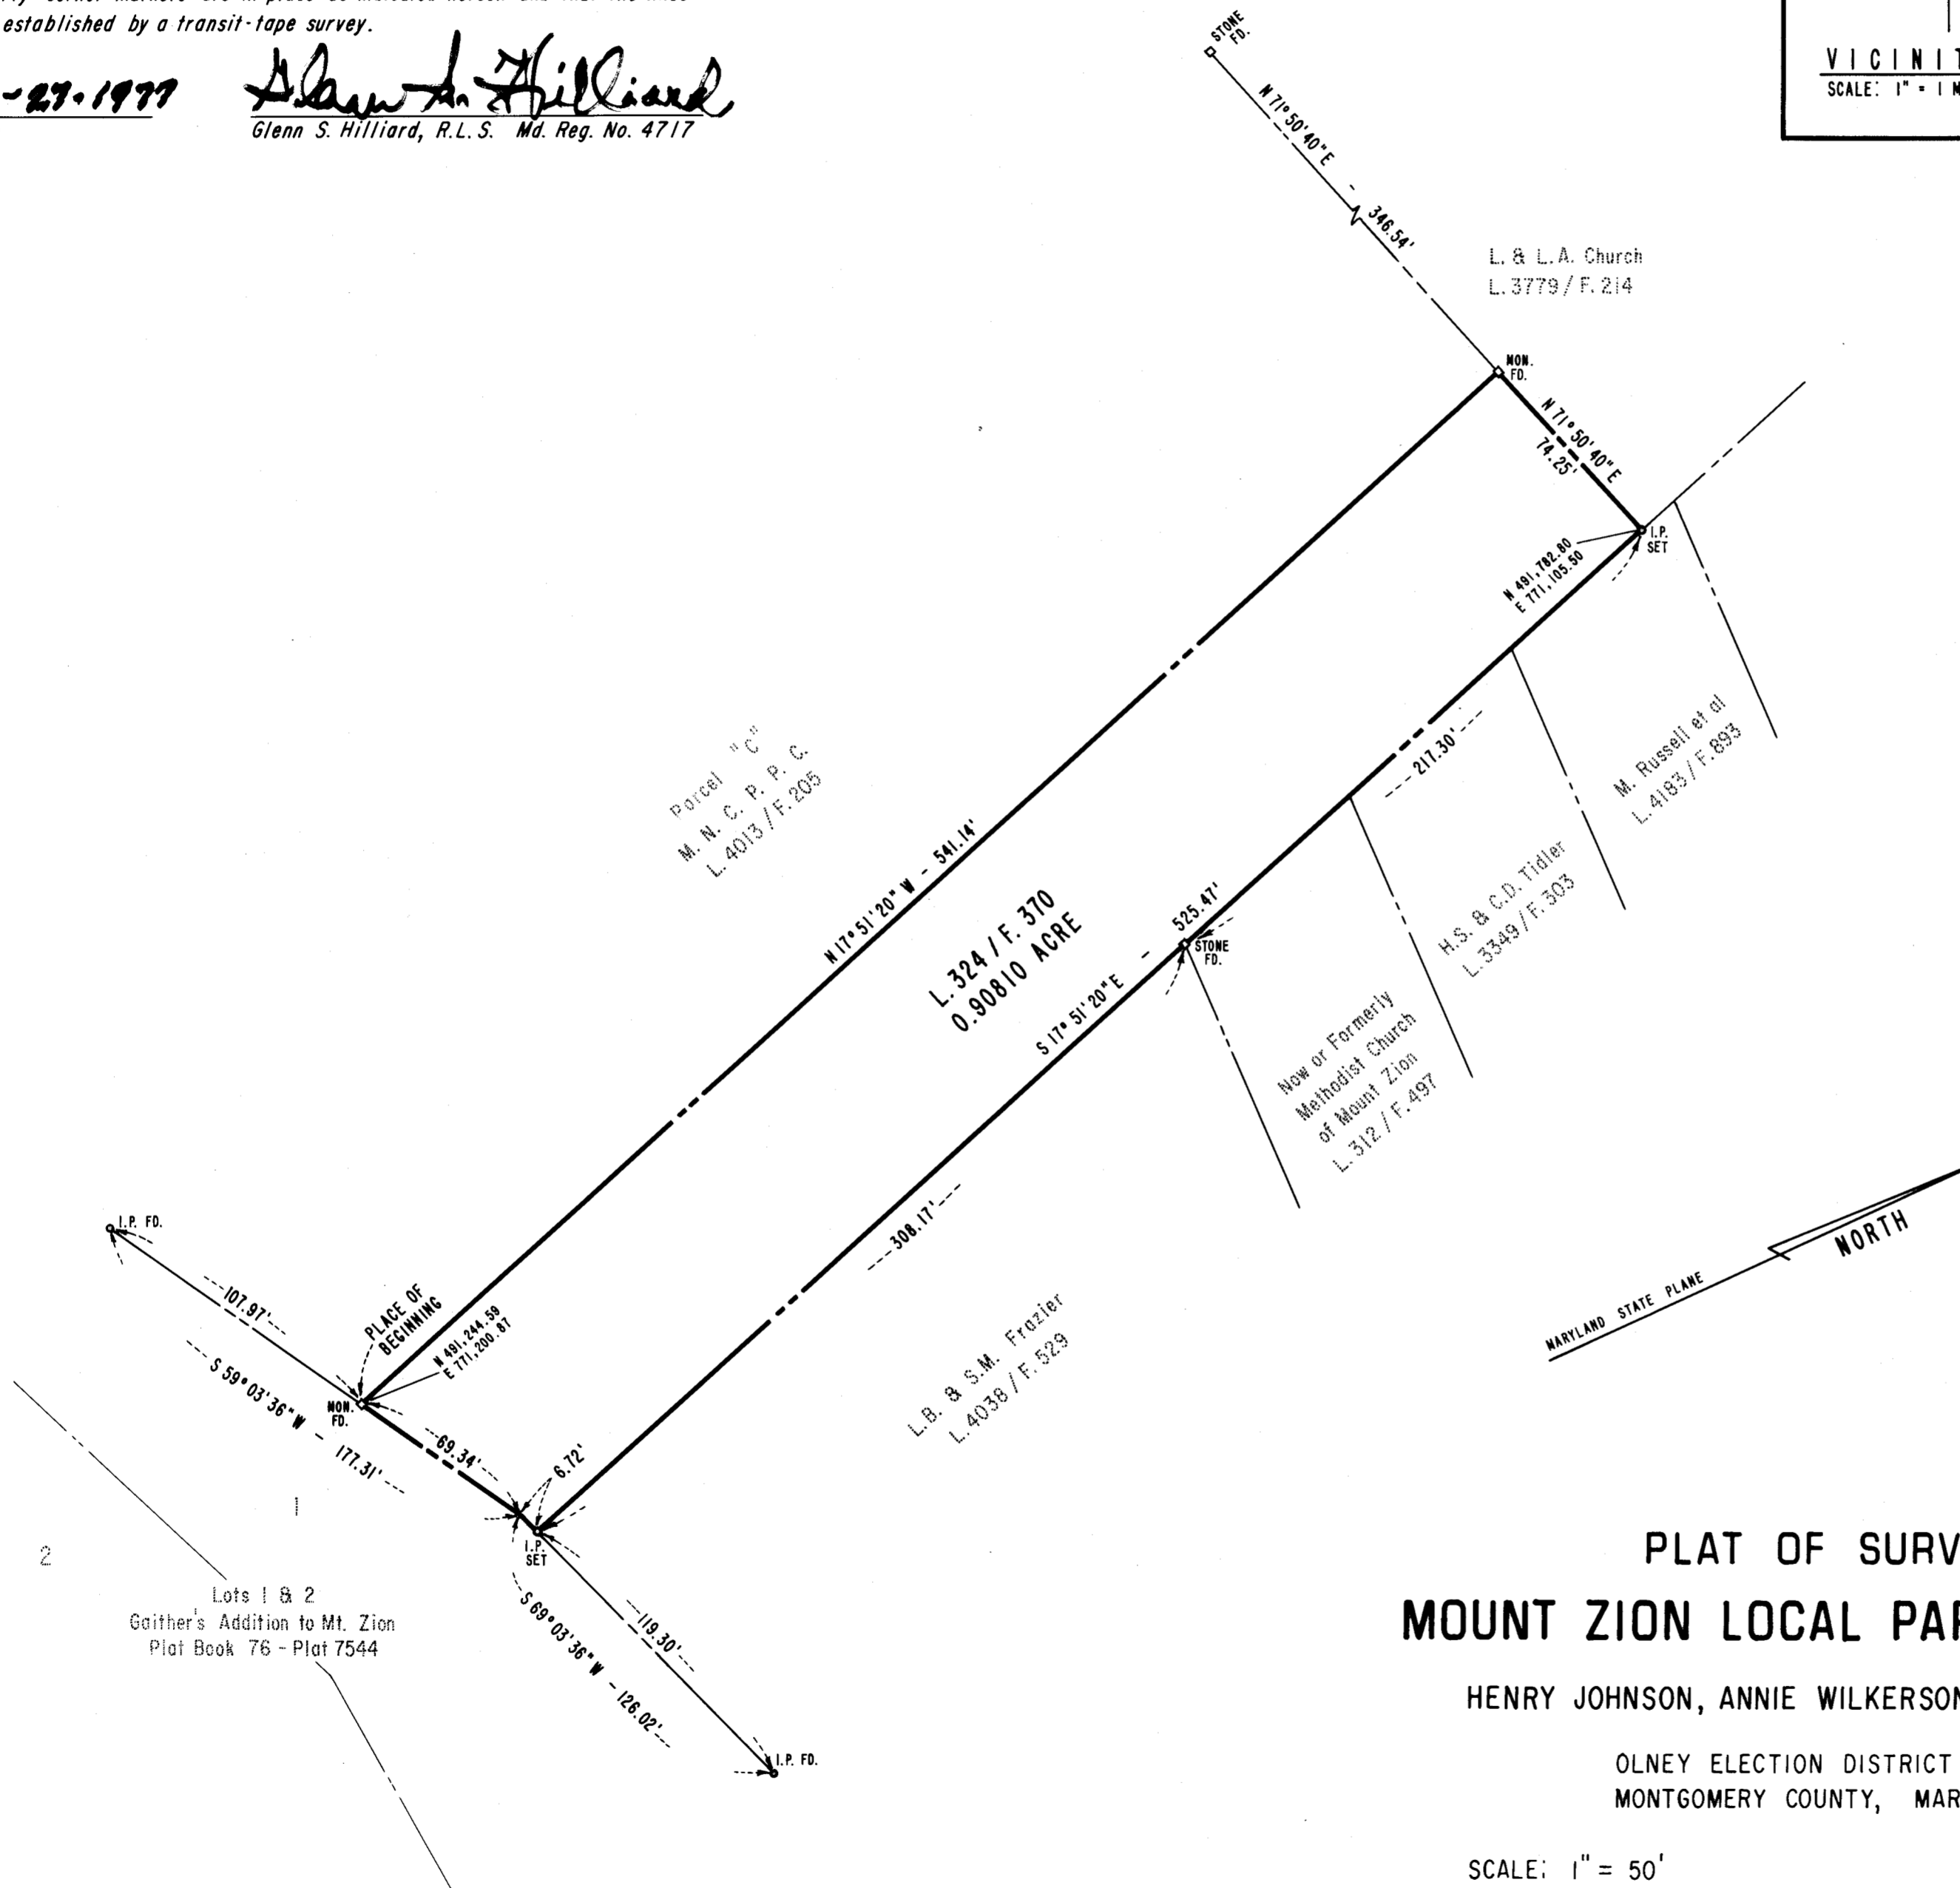 established by a transit-tape survey.
-27-1977
Glenn S. Hilliard
Glenn S. Hilliard, R.L.S. Md. Reg. No. 4717
SCALE: 1" = 1
STONE
FD.
N 71° 50' 40" E - 346.54'
L. & L.A. Church
L. 3779 / F. 214
MON.
FD.
N 71° 50' 40" E
74.25'
I.P.
SET
N 491,782.80
E 771,105.50
M. Russell et al
L. 4183 / F. 893
217.30'
Parcel "C"
M. N. C. P. P. C.
L. 4013 / F. 205
N 17° 51' 20" W - 541.14'
L. 324 / F. 370
0.90810 ACRE
S 17° 51' 20" E - 525.47'
STONE
FD.
H.S. & C.D. Tidler
L. 3349 / F. 303
Now or Formerly
Methodist Church
of Mount Zion
L. 312 / F. 497
308.17'
L.B. & S.M. Frazier
L. 4038 / F. 529
NORTH
MARYLAND STATE PLANE
I.P. FD.
107.97'
PLACE OF
BEGINNING
N 491,244.59
E 771,200.87
S 59° 03' 36" W - 177.31'
MON.
FD.
69.34'
6.72'
I.P.
SET
1
2
Lots 1 & 2
Gaither's Addition to Mt. Zion
Plat Book 76 - Plat 7544
119.30'
S 69° 03' 36" W - 126.02'
I.P. FD.
PLAT OF SURV
MOUNT ZION LOCAL PAR
HENRY JOHNSON, ANNIE WILKERSON
OLNEY ELECTION DISTRICT
MONTGOMERY COUNTY, MAR
SCALE: 1" = 50'